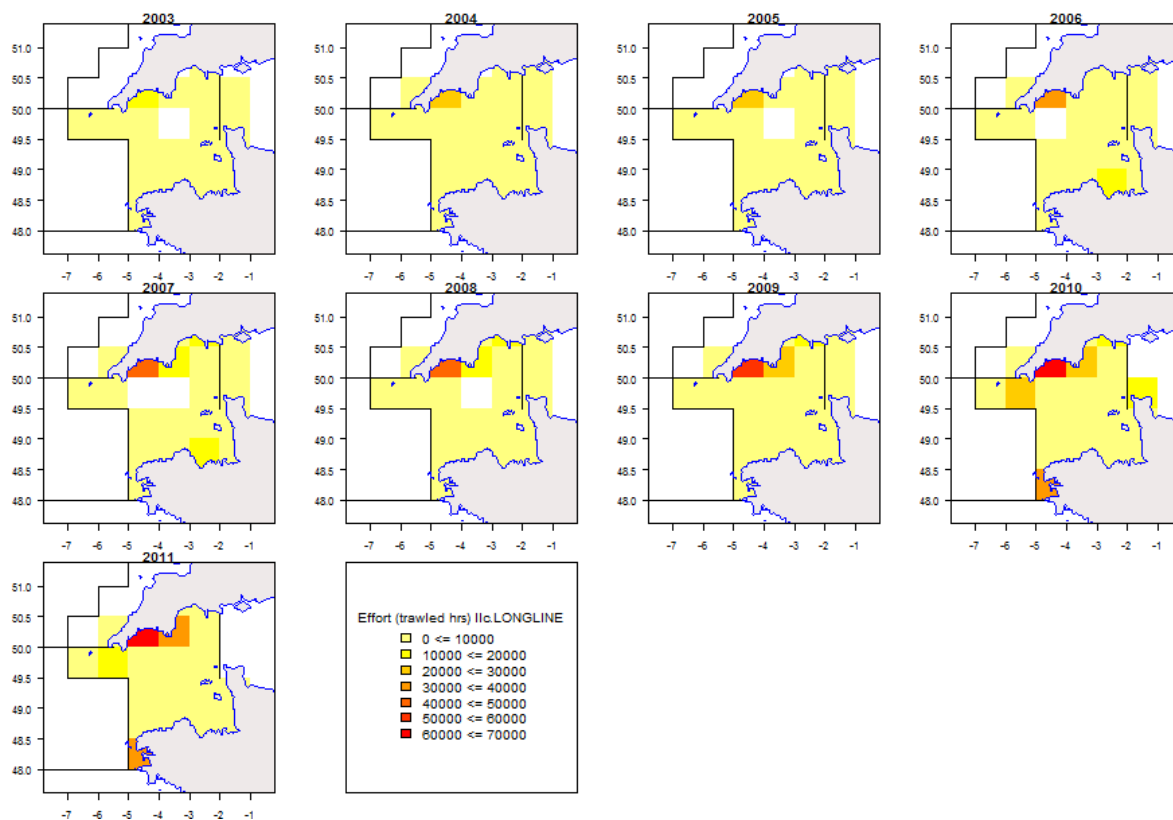 2003 2004 2005 2006
51.0 51.0 51.0 51.0
50.5 50.5 50.5 50.5
50.0 50.0 50.0 50.0
49.5 49.5 49.5 49.5
49.0 49.0 49.0 49.0
48.5 48.5 48.5 48.5
48.0 48.0 48.0 48.0
-7 -6 -5 -4 -3 -2 -1 -7 -6 -5 -4 -3 -2 -1 -7 -6 -5 -4 -3 -2 -1 -7 -6 -5 -4 -3 -2 -1
2007 2008 2009 2010
51.0 51.0 51.0 51.0
50.5 50.5 50.5 50.5
50.0 50.0 50.0 50.0
49.5 49.5 49.5 49.5
49.0 49.0 49.0 49.0
48.5 48.5 48.5 48.5
48.0 48.0 48.0 48.0
-7 -6 -5 -4 -3 -2 -1 -7 -6 -5 -4 -3 -2 -1 -7 -6 -5 -4 -3 -2 -1 -7 -6 -5 -4 -3 -2 -1
2011
51.0
50.5
50.0
49.5
49.0
48.5
48.0
-7 -6 -5 -4 -3 -2 -1
Effort (trawled hrs) IIc.LONGLINE
0 <= 10000
10000 <= 20000
20000 <= 30000
30000 <= 40000
40000 <= 50000
50000 <= 60000
60000 <= 70000